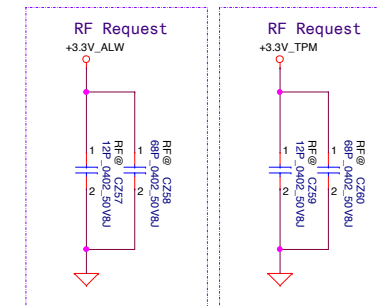 RF Request
+3.3V_ALW
1
2
RF@ CZ57
12P_0402_50V8J
1
2
RF@ CZ58
68P_0402_50V8J
RF Request
+3.3V_TPM
1
2
RF@ CZ59
12P_0402_50V8J
1
2
RF@ CZ60
68P_0402_50V8J